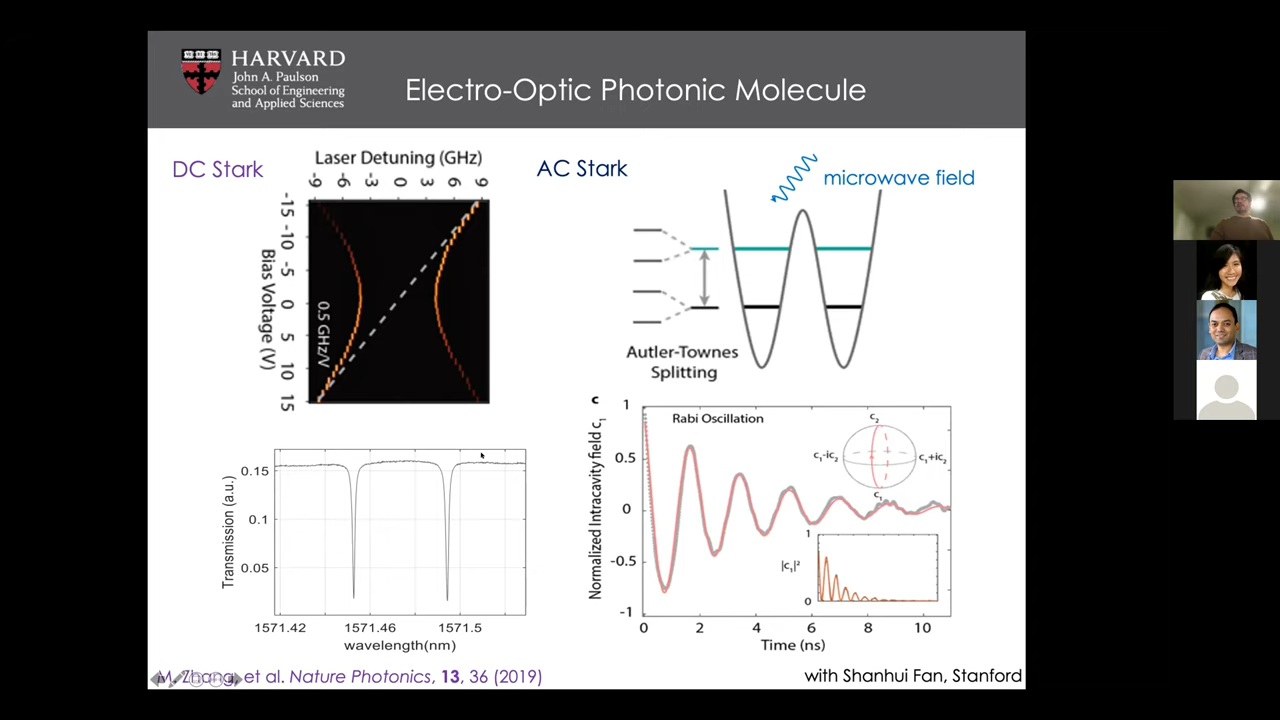 HARVARD
John A. Paulson
School of Engineering
and Applied Sciences
Electro-Optic Photonic Molecule
DC Stark
Laser Detuning (GHz)
-9 -6 -3 0 3 6 9
-15 -10 -5 0 5 10 15
Bias Voltage (V)
0.5 GHz/V
AC Stark
microwave field
Autler-Townes
Splitting
0.15
0.1
0.05
Transmission (a.u.)
1571.42 1571.46 1571.5
wavelength(nm)
c
Normalized Intracavity field c₁
1
0.5
0
-0.5
-1
Rabi Oscillation
c₂
c₁-ic₂
c₁+ic₂
c₁
1
|c₁|²
0
0 2 4 6 8 10
Time (ns)
M. Zhang, et al. Nature Photonics, 13, 36 (2019)
with Shanhui Fan, Stanford